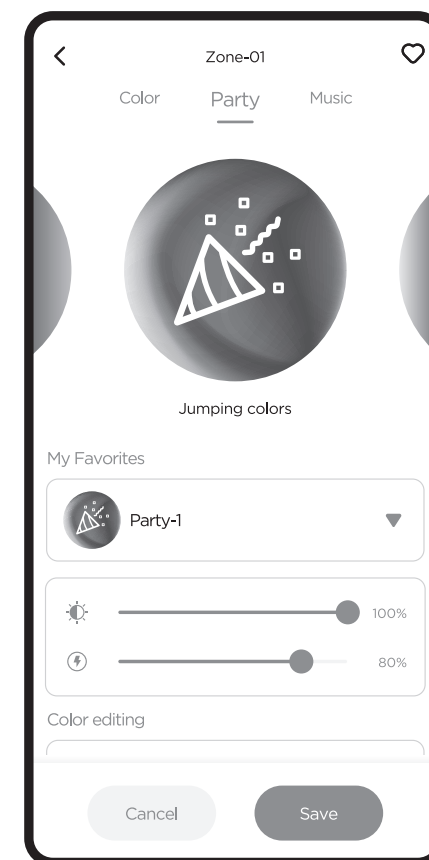 Zone-01
Color Party Music
Jumping colors
My Favorites
Party-1
100%
80%
Color editing
Cancel Save